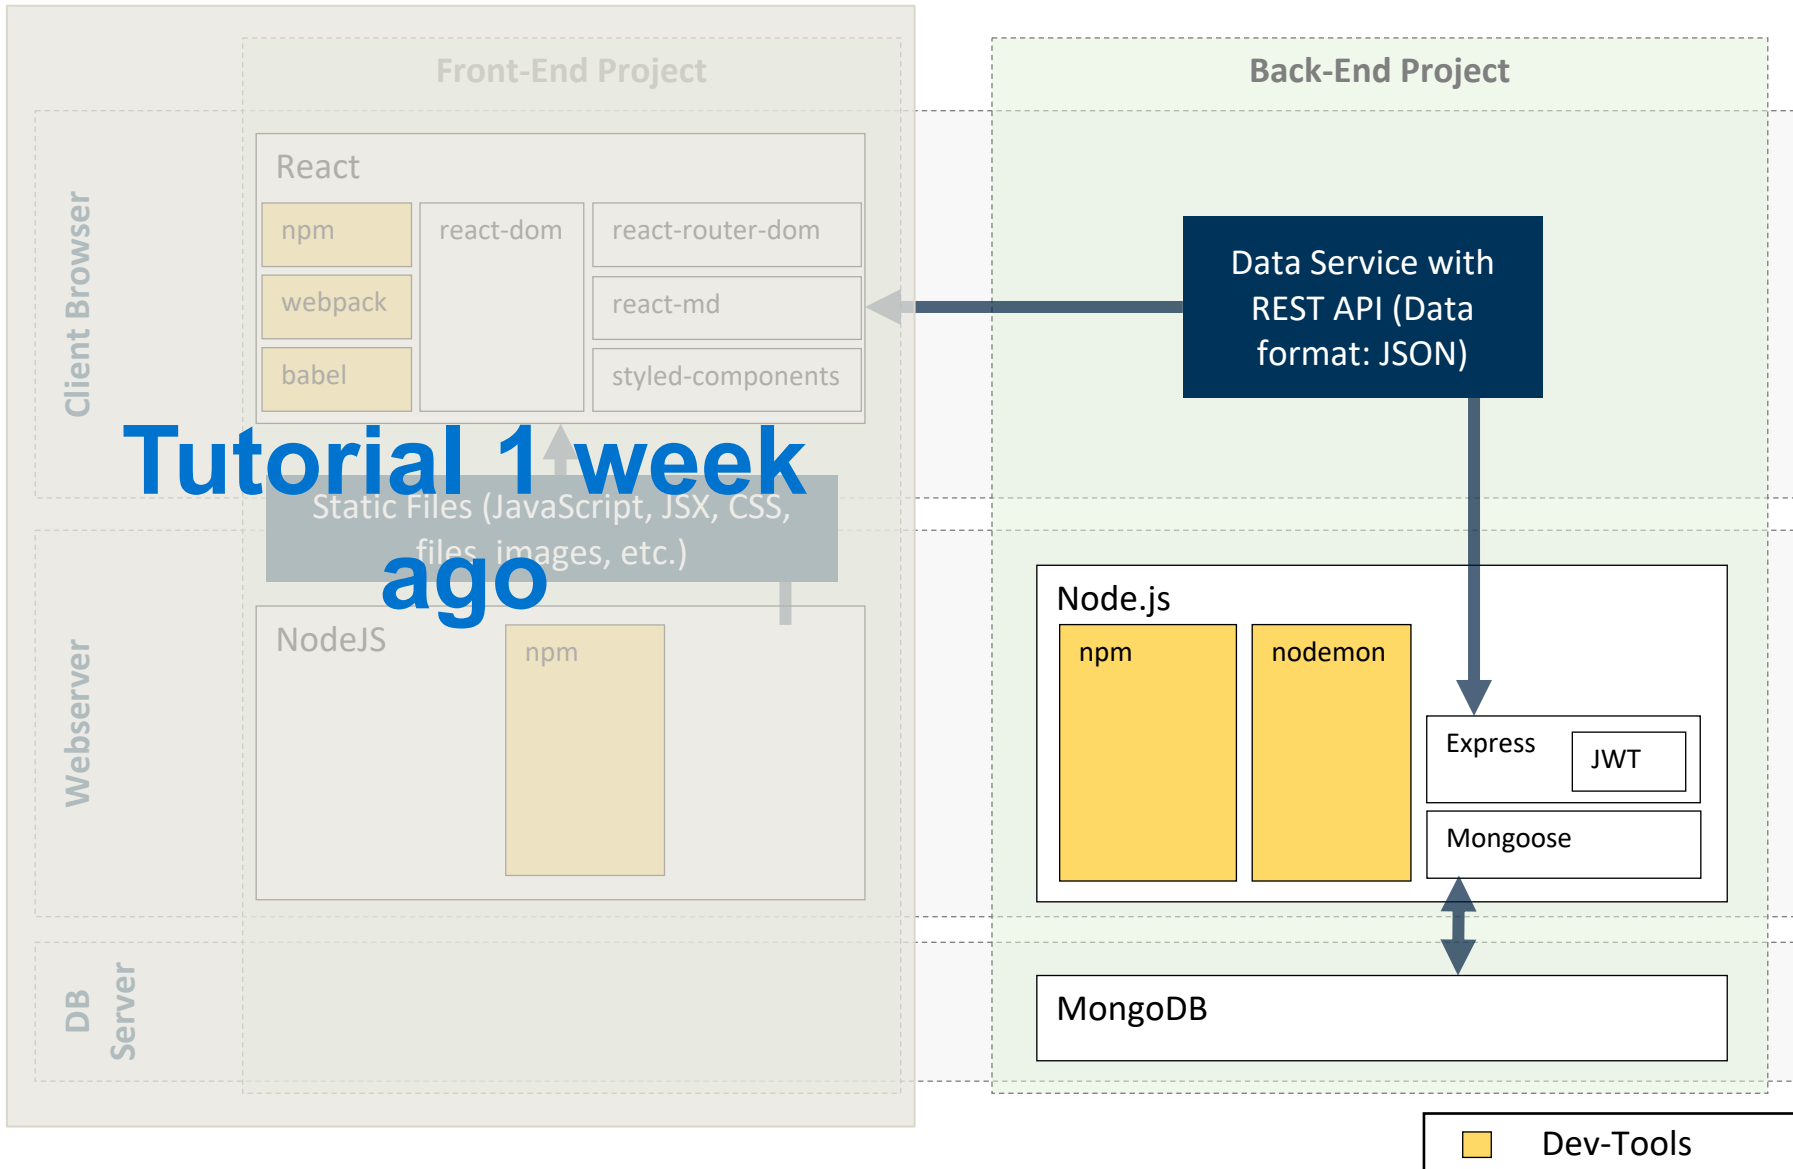 Front-End Project
Back-End Project
Client Browser
React
npm
react-dom
react-router-dom
webpack
react-md
babel
styled-components
Data Service with
REST API (Data
format: JSON)
Tutorial 1 week
ago
Static Files (JavaScript, JSX, CSS,
files, images, etc.)
Webserver
NodeJS
npm
Node.js
npm
nodemon
Express
JWT
Mongoose
DB
Server
MongoDB
Dev-Tools